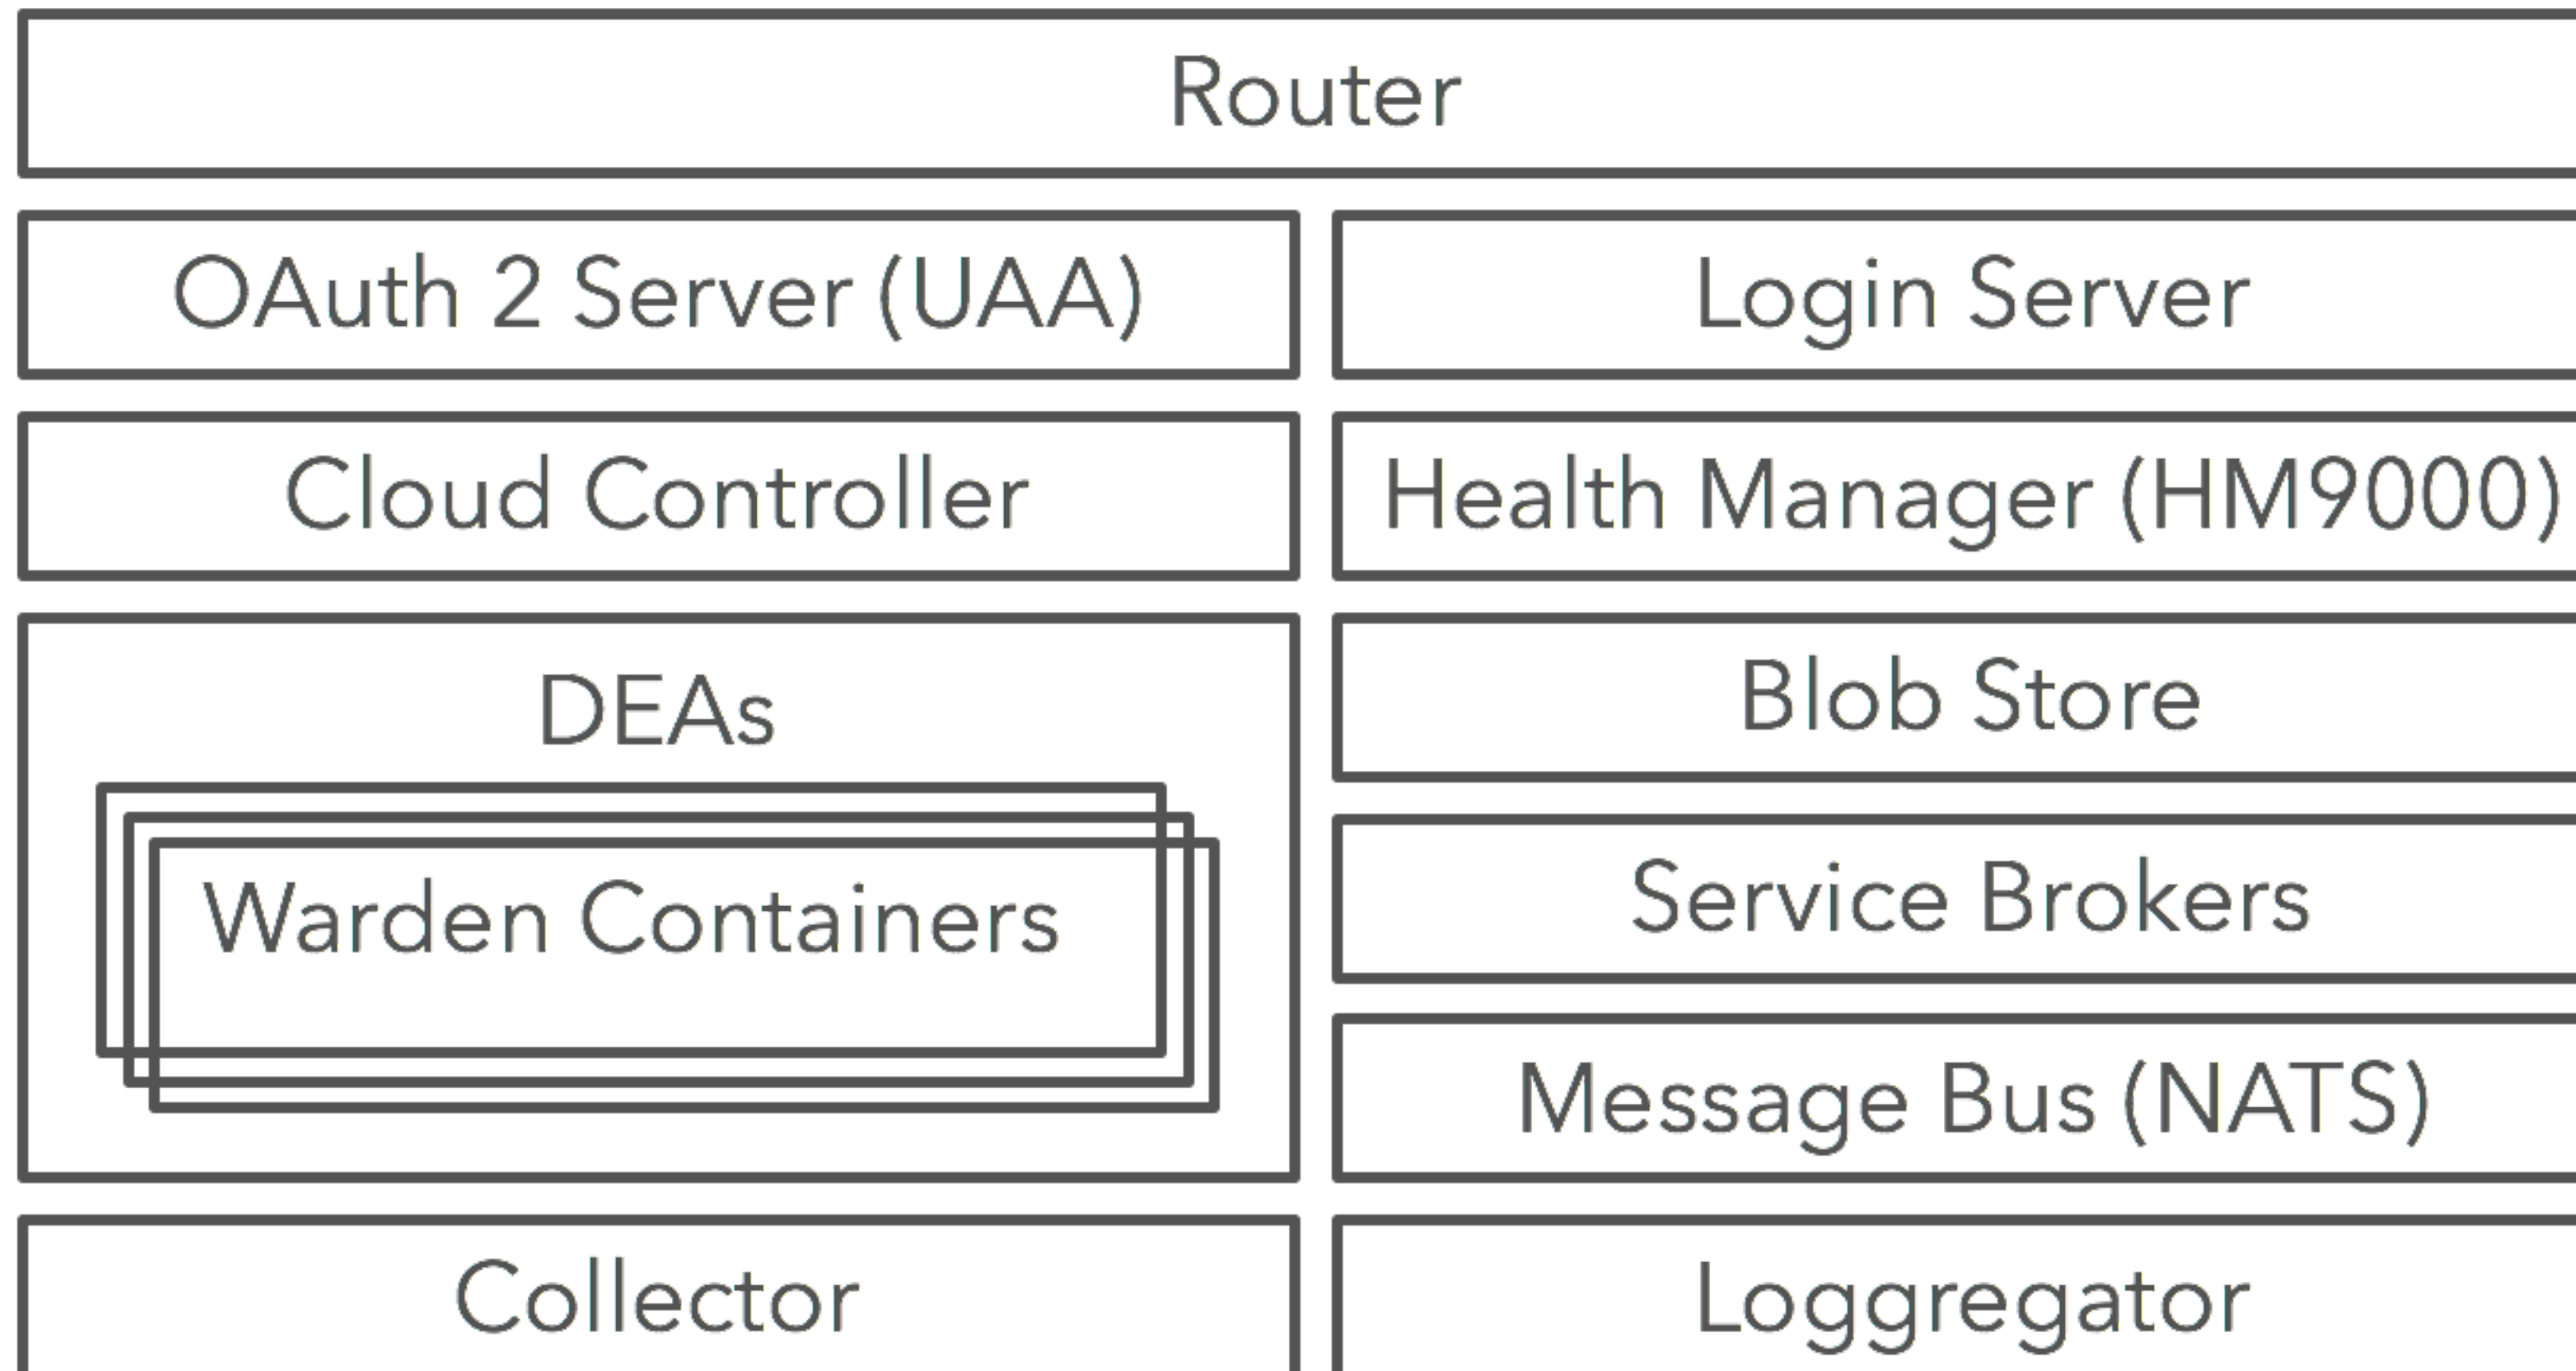 Router
OAuth 2 Server (UAA)
Login Server
Cloud Controller
Health Manager (HM9000)
DEAs
Warden Containers
Blob Store
Service Brokers
Message Bus (NATS)
Collector
Loggregator